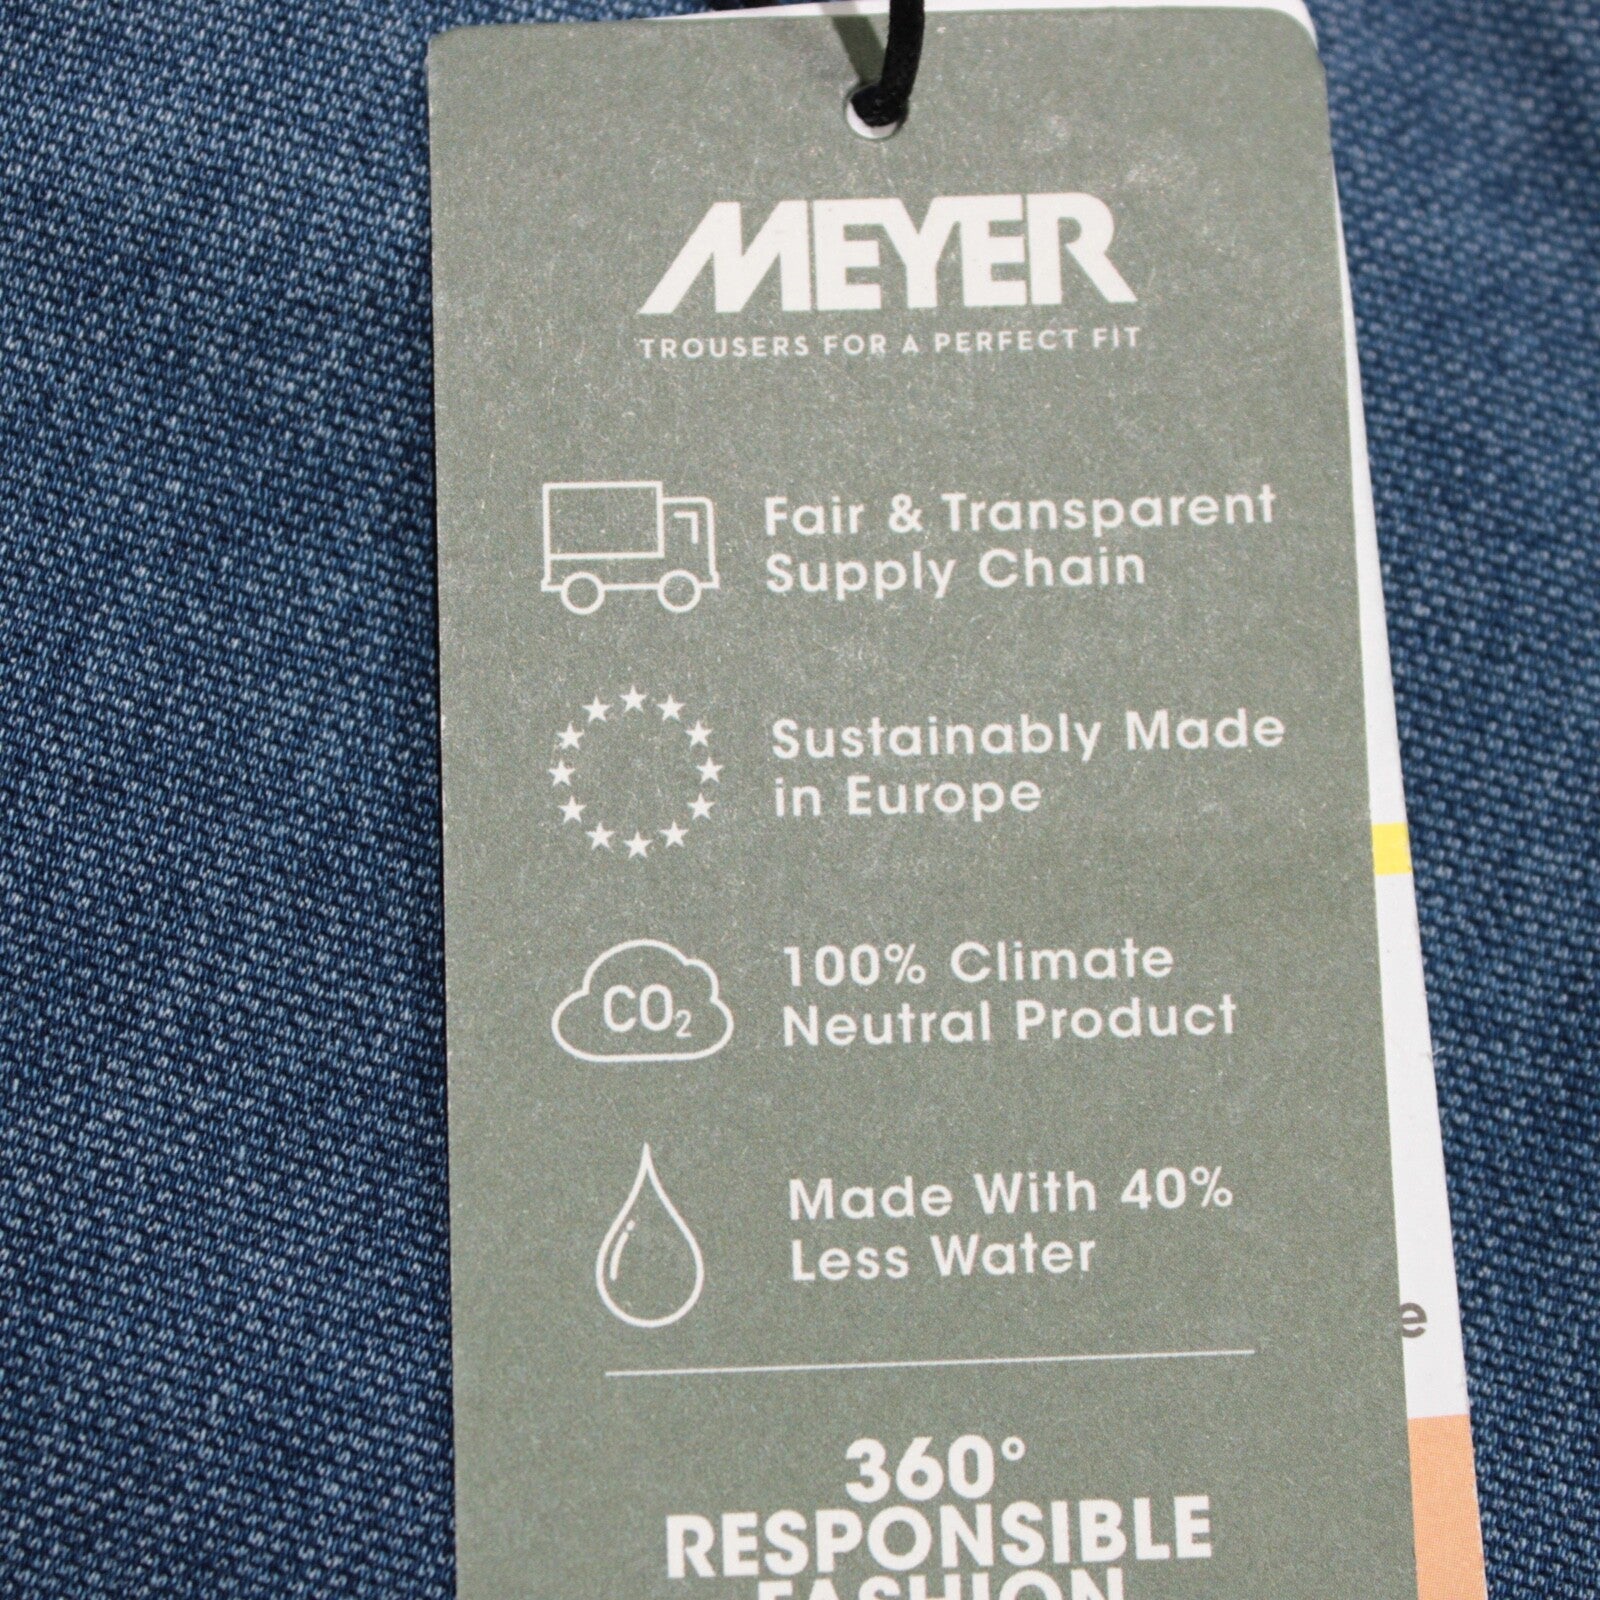 MEYER
TROUSERS FOR A PERFECT FIT
Fair & Transparent
Supply Chain
Sustainably Made
in Europe
CO₂
100% Climate
Neutral Product
Made With 40%
Less Water
e
360°
RESPONSIBLE
FASHION